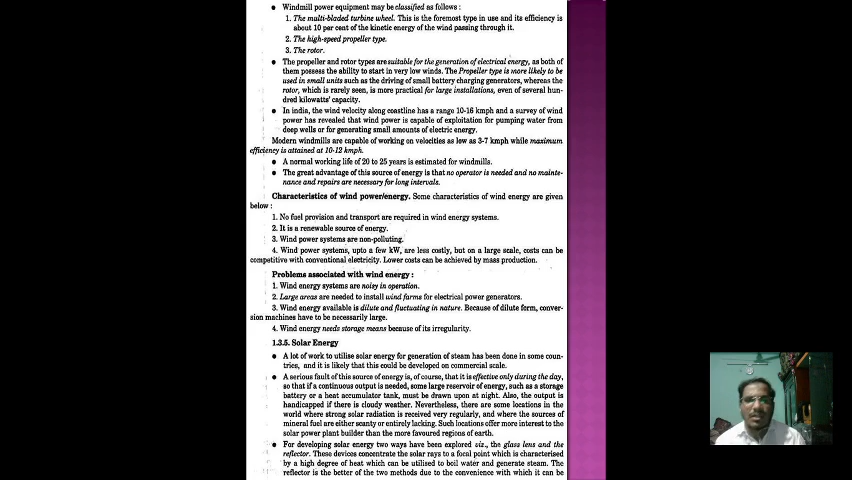 Windmill power equipment may be classified as follows :
1. The malti-bladed turbine wheel. This is the foremost type in use and its efficiency is
about 10 per cent of the kinetic energy of the wind passing through it.
2. The high-speed propeller type.
3. The rotor.
The propeller and rotor types are suitable for the generation of electrical energy, as both of
them possess the ability to start in very low winds. The Propeller type is more likely to be
used in small units such as the driving of small battery charging generators, whereas the
rotor, which is rarely seen, is more practical for large installations, even of several hun-
dred kilowatts' capacity.
In india, the wind velocity along coastline has a range 10-16 kmph and a survey of wind
power has revealed that wind power is capable of exploitation for pumping water from
deep wells or for generating small amounts of electric energy.
Modern windmills are capable of working on velocities as low as 3-7 kmph while maximum
efficiency is attained at 10-12 kmph.
A normal working life of 20 to 25 years is estimated for windmills.
The great advantage of this source of energy is that no operator is needed and no mainte-
nance and repairs are necessary for long intervals.
Characteristics of wind power/energy. Some characteristics of wind energy are given
below :
1. No fuel provision and transport are required in wind energy systems.
2. It is a renewable source of energy.
3. Wind power systems are non-polluting.
4. Wind power systems, upto a few kW, are less costly, but on a large scale, costs can be
competitive with conventional electricity. Lower costs can be achieved by mass production.
Problems associated with wind energy :
1. Wind energy systems are noisy in operation.
2. Large areas are needed to install wind farms for electrical power generators.
3. Wind energy available is dilute and fluctuating in nature. Because of dilute form, conver-
sion machines have to be necessarily large.
4. Wind energy needs storage means because of its irregularity.
1.3.5. Solar Energy
A lot of work to utilise solar energy for generation of steam has been done in some coun-
tries, and it is likely that this could be developed on commercial scale.
A serious fault of this source of energy is, of course, that it is effective only during the day,
so that if a continuous output is needed, some large reservoir of energy, such as a storage
battery or a heat accumulator tank, must be drawn upon at night. Also, the output is
handicapped if there is cloudy weather. Nevertheless, there are some locations in the
world where strong solar radiation is received very regularly, and where the sources of
mineral fuel are either scanty or entirely lacking. Such locations offer more interest to the
solar power plant builder than the more favoured regions of earth.
For developing solar energy two ways have been explored viz., the glass lens and the
reflector. These devices concentrate the solar rays to a focal point which is characterised
by a high degree of heat which can be utilised to boil water and generate steam. The
reflector is the better of the two methods due to the convenience with which it can be